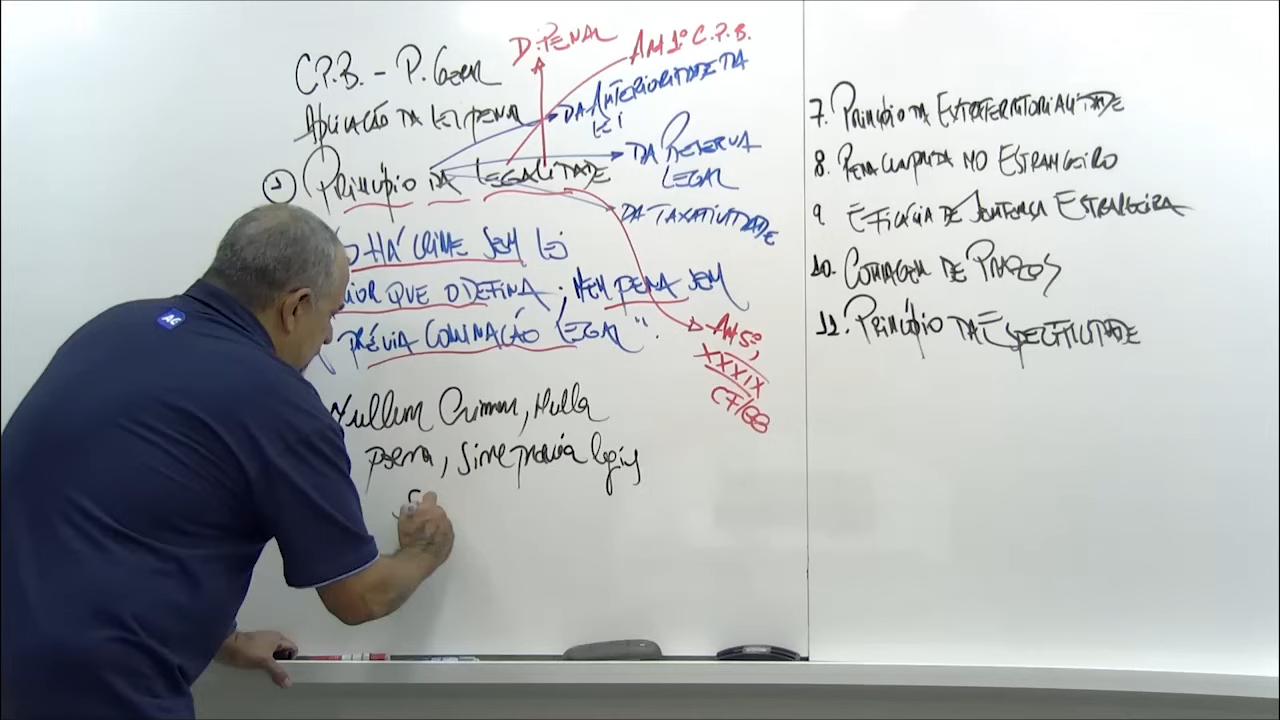 C.P.B. - P. GERAL
APLICAÇÃO DA LEI PENAL
1 PRINCÍPIO DA LEGALIDADE
D. PENAL
Art 1º C.P.B.
DA ANTERIORIDADE DA
LEI
DA RESERVA
LEGAL
DA TAXATIVIDADE
HÁ CRIME SEM LEI
QUE O DEFINA; NEM PENA SEM
PRÉVIA COMINAÇÃO LEGAL".
Art 5º,
XXXIX
CF/88
Nullum Crimen, Nulla
poena, sine praevia
7. PRINCÍPIO DA EXTRATERRITORIALIDADE
8. PENA CUMPRIDA NO ESTRANGEIRO
9 EFICÁCIA DE SENTENÇA ESTRANGEIRA
10. CONTAGEM DE PRAZOS
11. PRINCÍPIO DA ESPECIALIDADE
AC